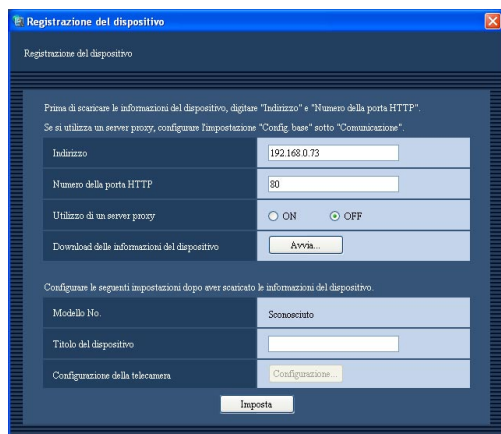 Registrazione del dispositivo
Registrazione del dispositivo
Prima di scaricare le informazioni del dispositivo, digitare "Indirizzo" e "Numero della porta HTTP".
Se si utilizza un server proxy, configurare l'impostazione "Config. base" sotto "Comunicazione".
Indirizzo 192.168.0.73
Numero della porta HTTP 80
Utilizzo di un server proxy ON OFF
Download delle informazioni del dispositivo Avvia...
Configurare le seguenti impostazioni dopo aver scaricato le informazioni del dispositivo.
Modello No. Sconosciuto
Titolo del dispositivo
Configurazione della telecamera Configurazione...
Imposta